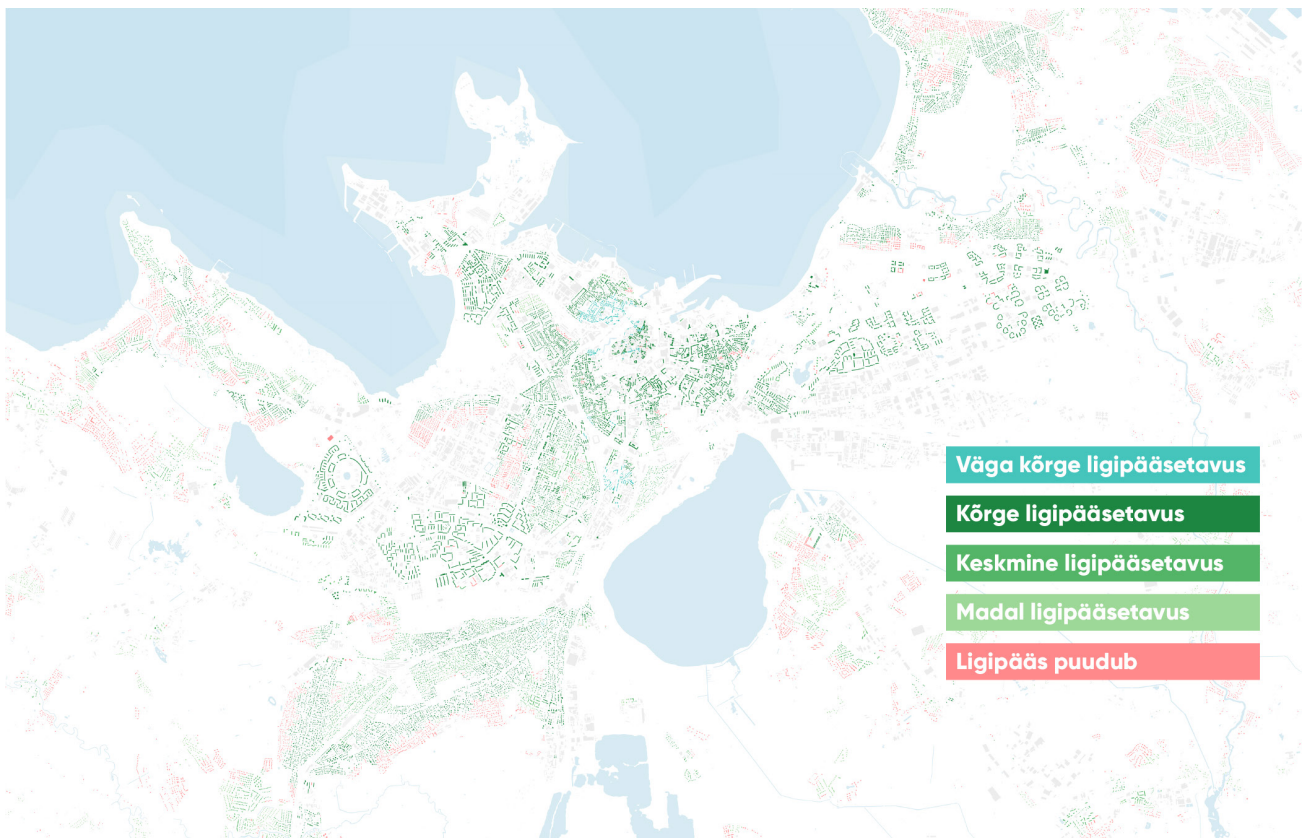 Väga kõrge ligipääsetavus
Kõrge ligipääsetavus
Keskmine ligipääsetavus
Madal ligipääsetavus
Ligipääs puudub